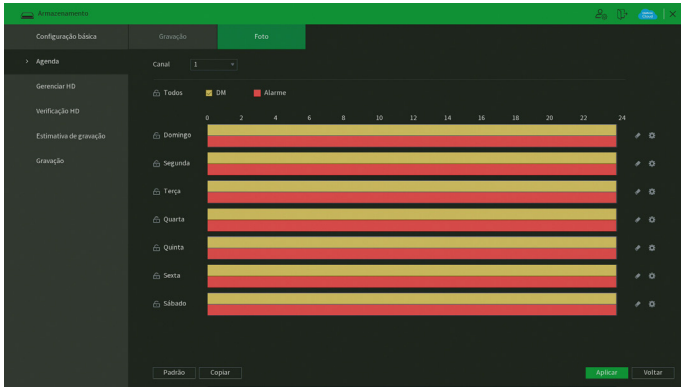 Armazenamento
Configuração básica
Gravação
Foto
Agenda
Canal 1
Gerenciar HD
Todos DM Alarme
Verificação HD
0 2 4 6 8 10 12 14 16 18 20 22 24
Estimativa de gravação
Domingo
Gravação
Segunda
Terça
Quarta
Quinta
Sexta
Sábado
Padrão Copiar Aplicar Voltar